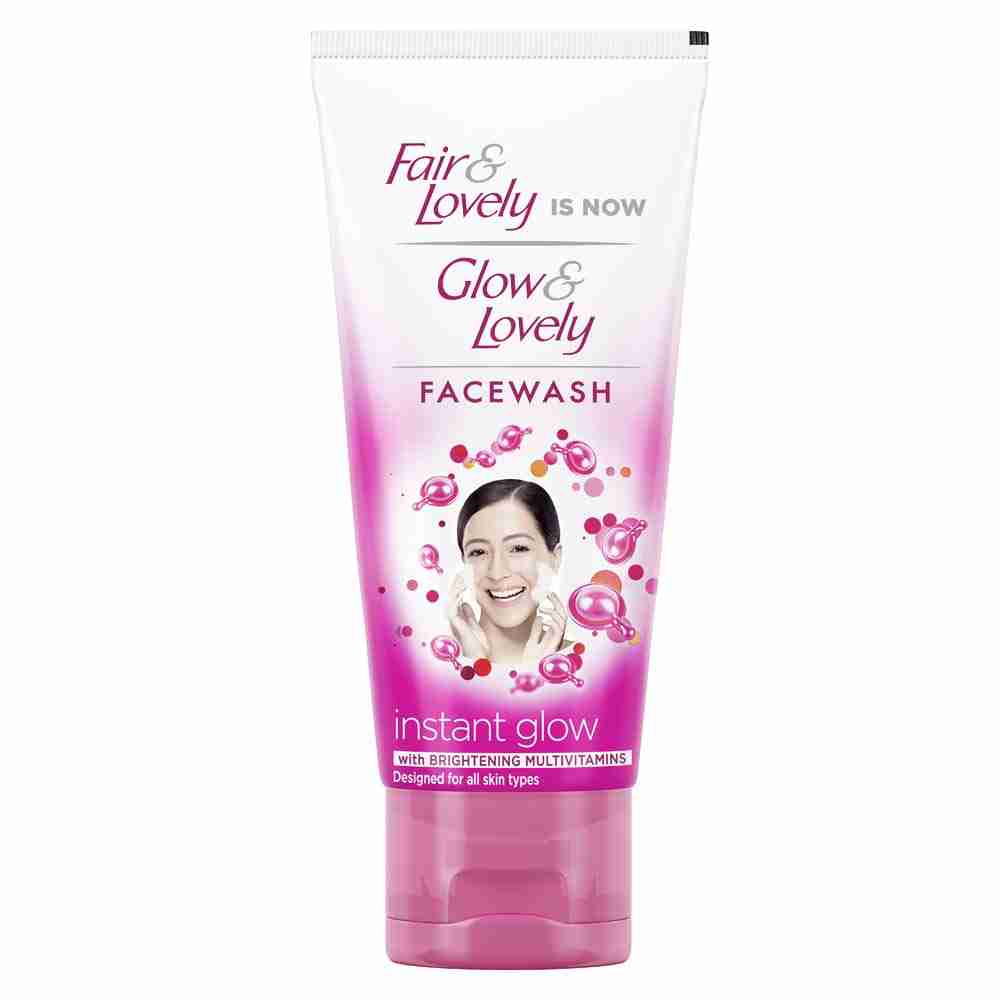 Fair &
Lovely IS NOW
Glow &
Lovely
FACEWASH
instant glow
with BRIGHTENING MULTIVITAMINS
Designed for all skin types